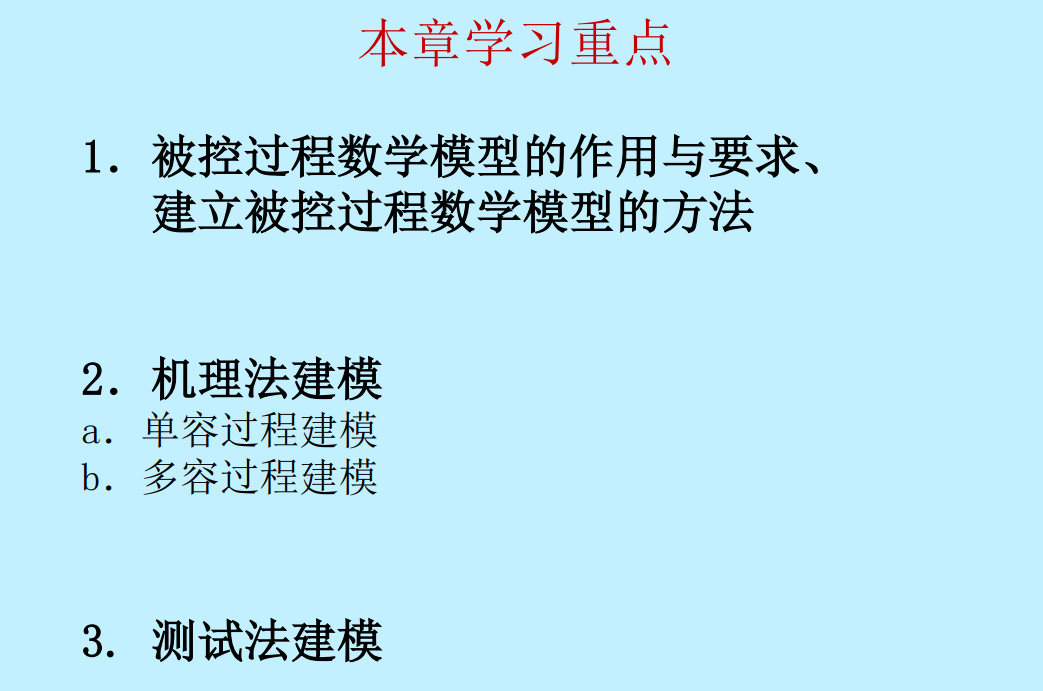 本章学习重点
1. 被控过程数学模型的作用与要求、
建立被控过程数学模型的方法
2. 机理法建模
a. 单容过程建模
b. 多容过程建模
3. 测试法建模